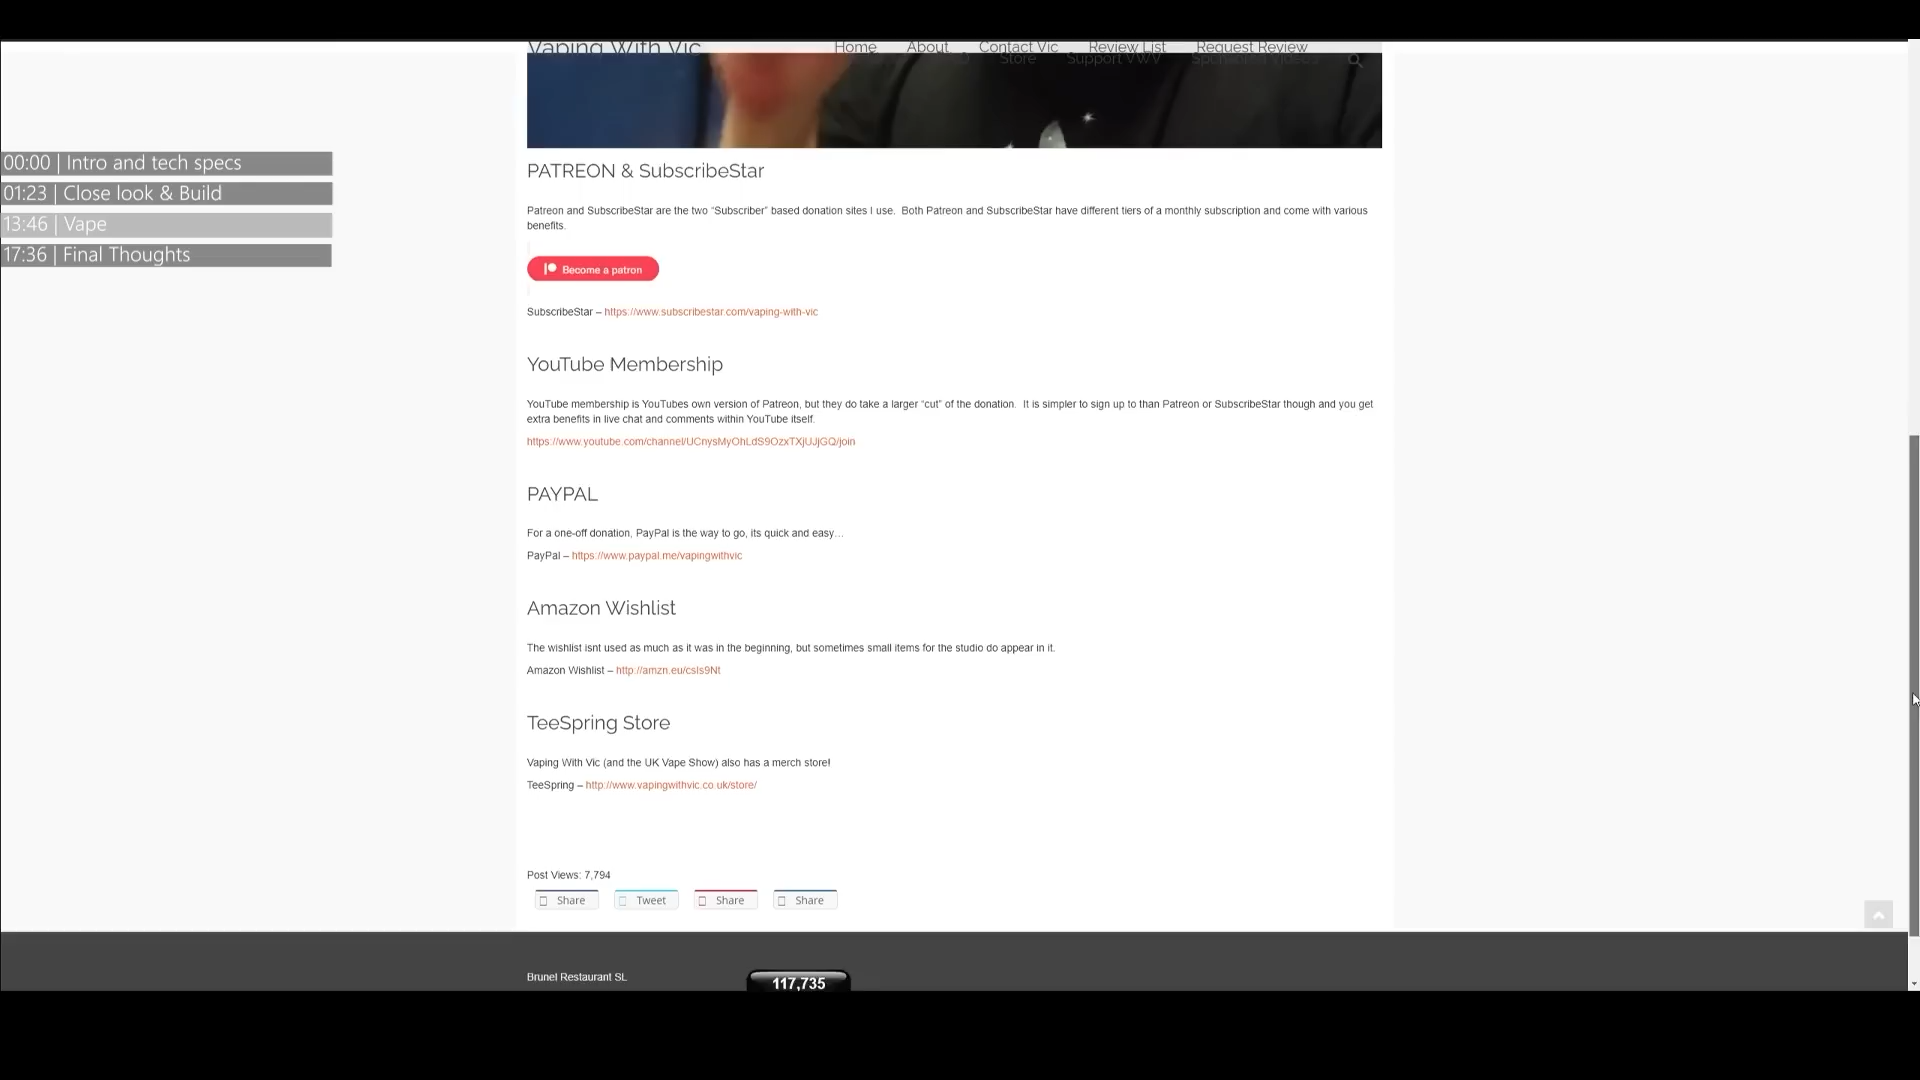 Vaping With Vic
Home About Contact Vic Review List Request Review
Store Support VWV
00:00 | Intro and tech specs
01:23 | Close look & Build
13:46 | Vape
17:36 | Final Thoughts
PATREON & SubscribeStar
Patreon and SubscribeStar are the two “Subscriber” based donation sites I use. Both Patreon and SubscribeStar have different tiers of a monthly subscription and come with various
benefits.
Become a patron
SubscribeStar – https://www.subscribestar.com/vaping-with-vic
YouTube Membership
YouTube membership is YouTubes own version of Patreon, but they do take a larger “cut” of the donation. It is simpler to sign up to than Patreon or SubscribeStar though and you get
extra benefits in live chat and comments within YouTube itself.
https://www.youtube.com/channel/UCnysMyOhLdS9OzxTXjUJjGQ/join
PAYPAL
For a one-off donation, PayPal is the way to go, its quick and easy…
PayPal – https://www.paypal.me/vapingwithvic
Amazon Wishlist
The wishlist isnt used as much as it was in the beginning, but sometimes small items for the studio do appear in it.
Amazon Wishlist – http://amzn.eu/csIs9Nt
TeeSpring Store
Vaping With Vic (and the UK Vape Show) also has a merch store!
TeeSpring – http://www.vapingwithvic.co.uk/store/
Post Views: 7,794
Share Tweet Share Share
Brunel Restaurant SL
117,735